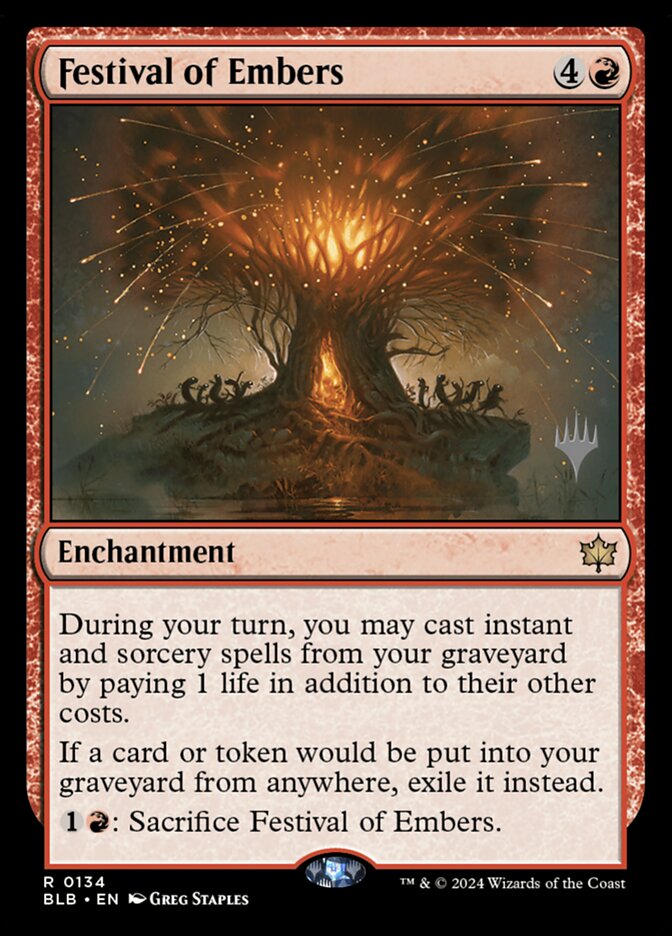 Festival of Embers 4
Enchantment
During your turn, you may cast instant
and sorcery spells from your graveyard
by paying 1 life in addition to their other
costs.
If a card or token would be put into your
graveyard from anywhere, exile it instead.
1 : Sacrifice Festival of Embers.
R 0134
BLB • EN Greg Staples
™ & © 2024 Wizards of the Coast